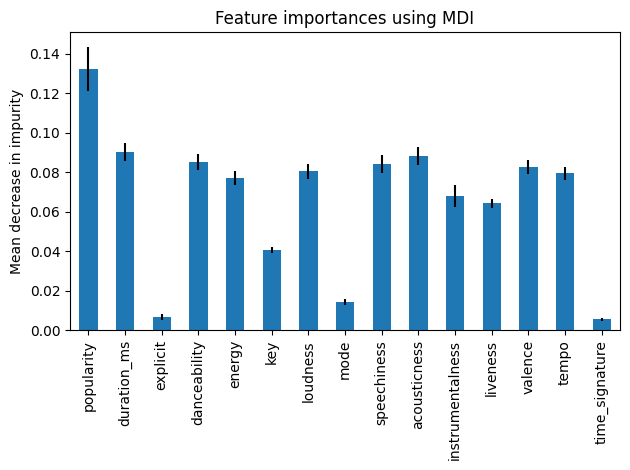 Feature importances using MDI
Mean decrease in impurity
0.14
0.12
0.10
0.08
0.06
0.04
0.02
0.00
popularity
duration_ms
explicit
danceability
energy
key
loudness
mode
speechiness
acousticness
instrumentalness
liveness
valence
tempo
time_signature